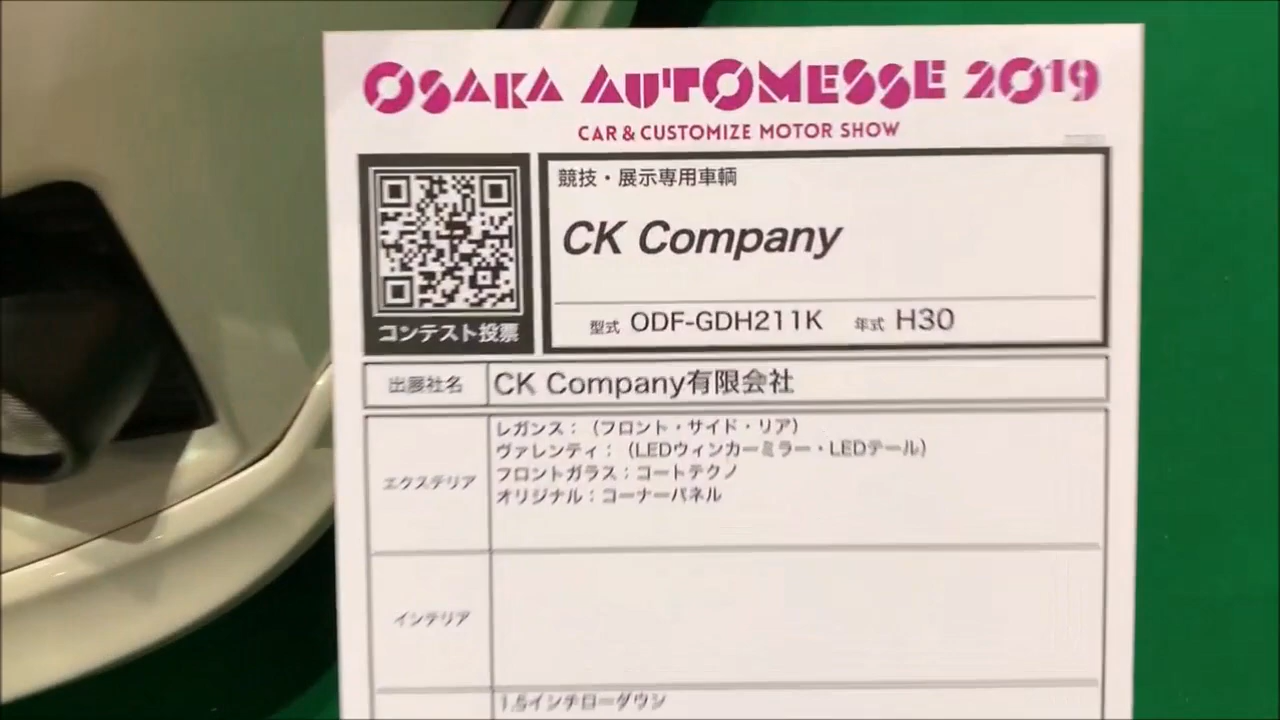 OSAKA AUTOMESSE 2019
CAR & CUSTOMIZE MOTOR SHOW
競技・展示専用車輌
CK Company
型式 ODF-GDH211K 年式 H30
コンテスト投票
出展社名 CK Company有限会社
エクステリア
レガンス：（フロント・サイド・リア）
ヴァレンティ：（LEDウィンカーミラー・LEDテール）
フロントガラス：コートテクノ
オリジナル：コーナーパネル
インテリア
1.5インチローダウン